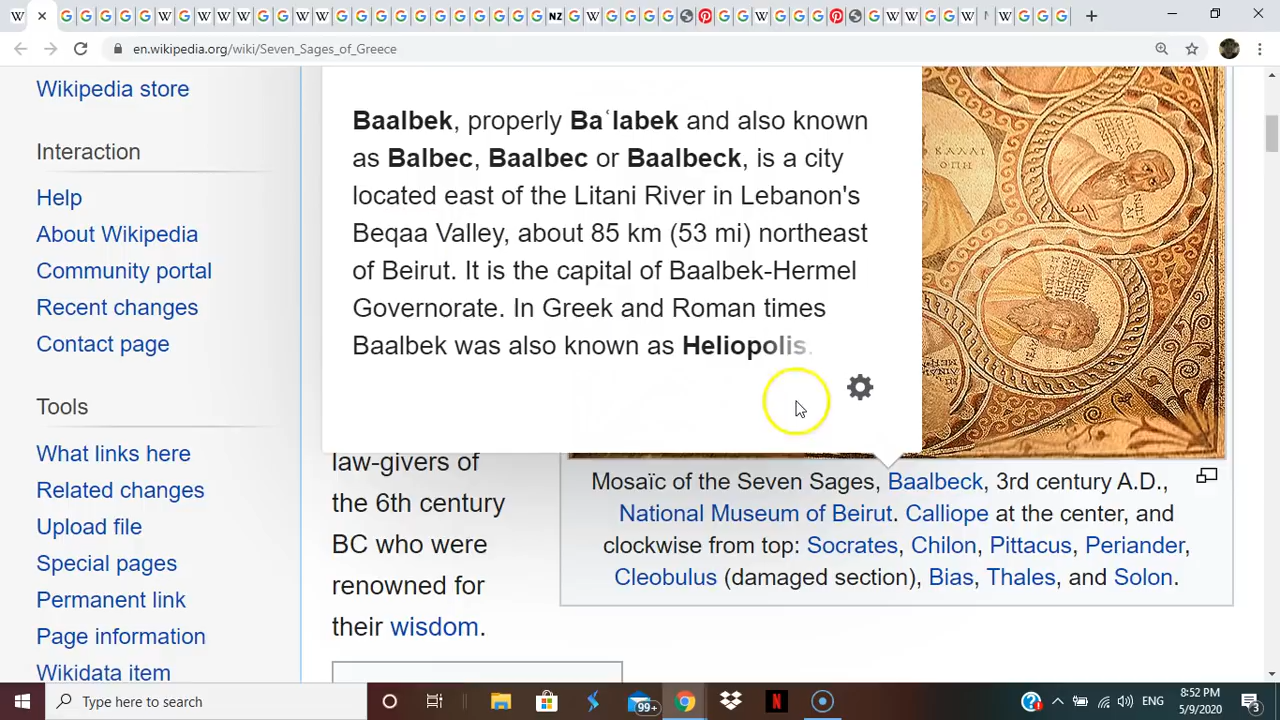 en.wikipedia.org/wiki/Seven_Sages_of_Greece
Wikipedia store
Interaction
Help
About Wikipedia
Community portal
Recent changes
Contact page
Tools
What links here
Related changes
Upload file
Special pages
Permanent link
Page information
Wikidata item
Baalbek, properly Baʿlabek and also known
as Balbec, Baalbec or Baalbeck, is a city
located east of the Litani River in Lebanon's
Beqaa Valley, about 85 km (53 mi) northeast
of Beirut. It is the capital of Baalbek-Hermel
Governorate. In Greek and Roman times
Baalbek was also known as Heliopolis.
law-givers of
the 6th century
BC who were
renowned for
their wisdom.
ΚΑΛΛΙ
ΟΠΗ
Mosaïc of the Seven Sages, Baalbeck, 3rd century A.D.,
National Museum of Beirut. Calliope at the center, and
clockwise from top: Socrates, Chilon, Pittacus, Periander,
Cleobulus (damaged section), Bias, Thales, and Solon.
Type here to search
99+
N
ENG
8:52 PM
5/9/2020
3